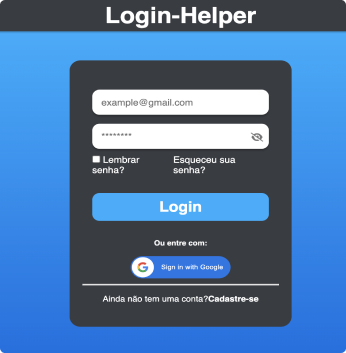 Login-Helper
example@gmail.com
********
Lembrar Esqueceu sua
senha? senha?
Login
Ou entre com:
G Sign in with Google
Ainda não tem uma conta?Cadastre-se